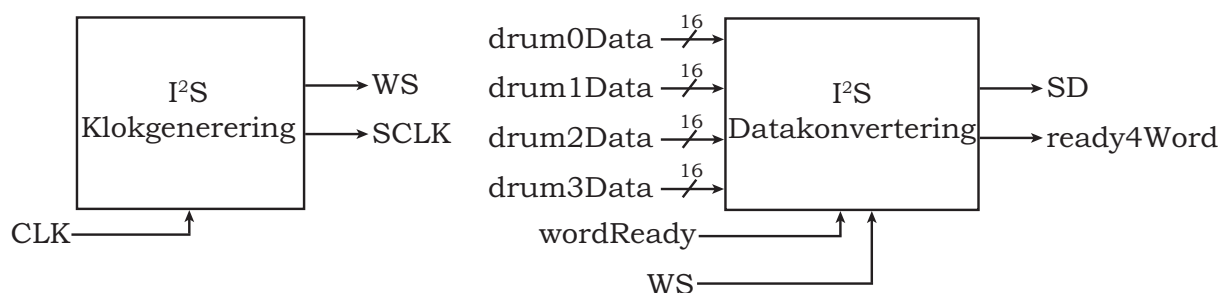 I²S
Klokgenerering
WS
SCLK
CLK
drum0Data
16
drum1Data
16
drum2Data
16
drum3Data
16
I²S
Datakonvertering
SD
ready4Word
wordReady
WS